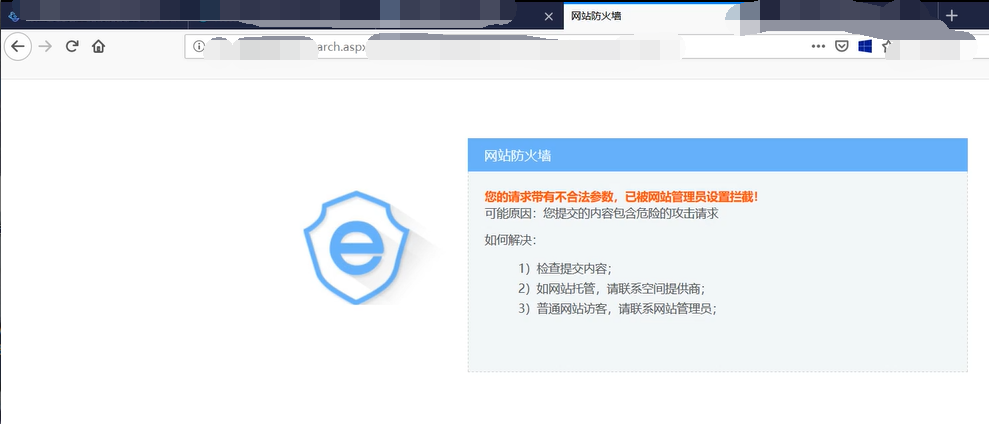 网站防火墙
arch.aspx
网站防火墙
您的请求带有不合法参数，已被网站管理员设置拦截！
可能原因：您提交的内容包含危险的攻击请求
如何解决：
1）检查提交内容；
2）如网站托管，请联系空间提供商；
3）普通网站访客，请联系网站管理员；